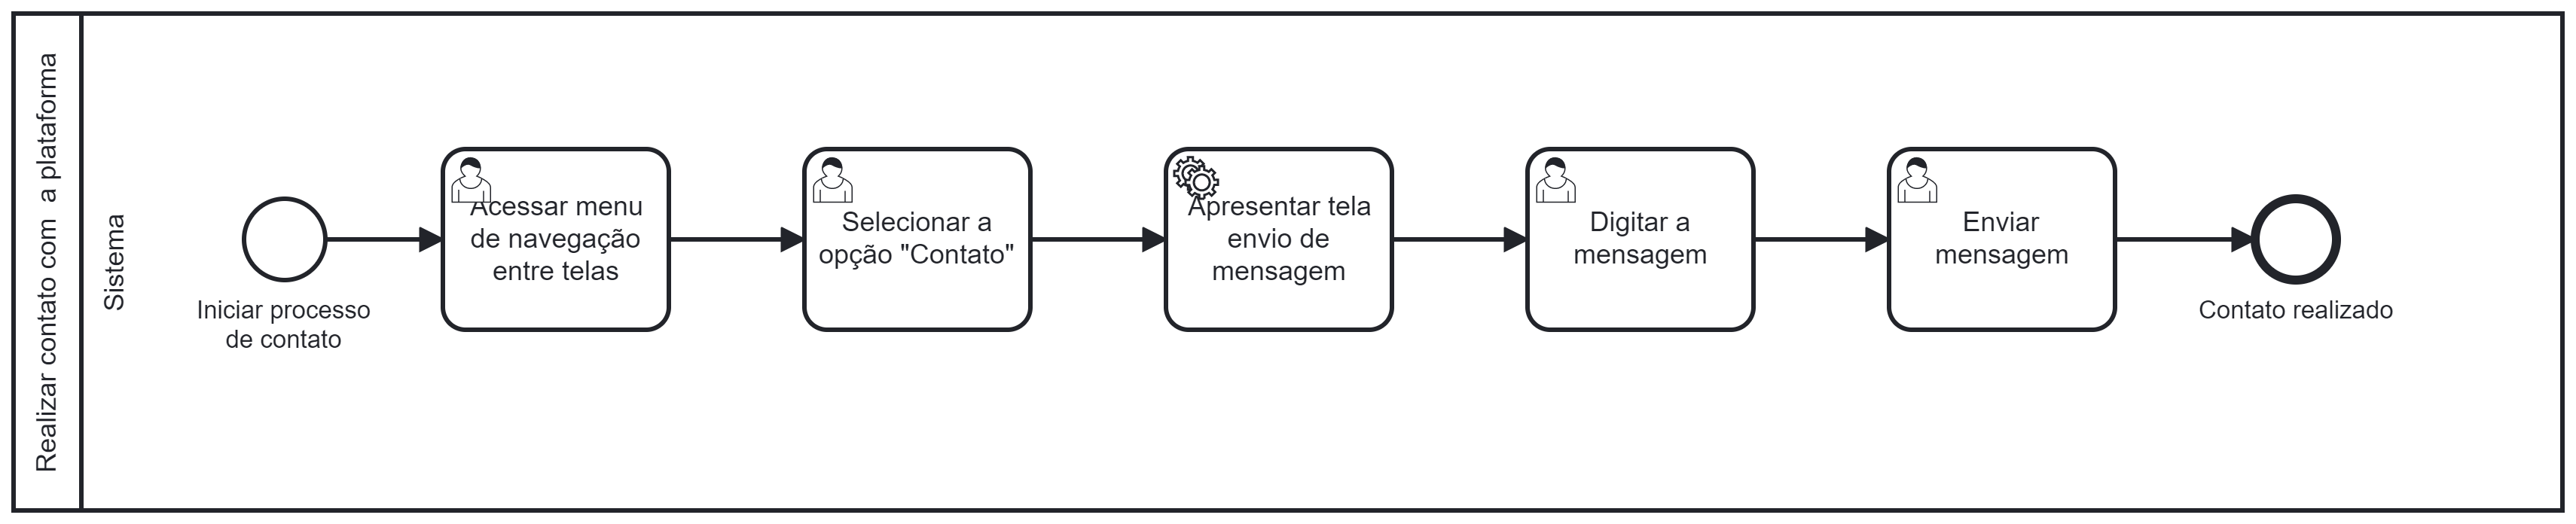 Realizar contato com  a plataforma
Sistema
Iniciar processo
de contato
Acessar menu
de navegação
entre telas
Selecionar a
opção "Contato"
Apresentar tela
envio de
mensagem
Digitar a
mensagem
Enviar
mensagem
Contato realizado